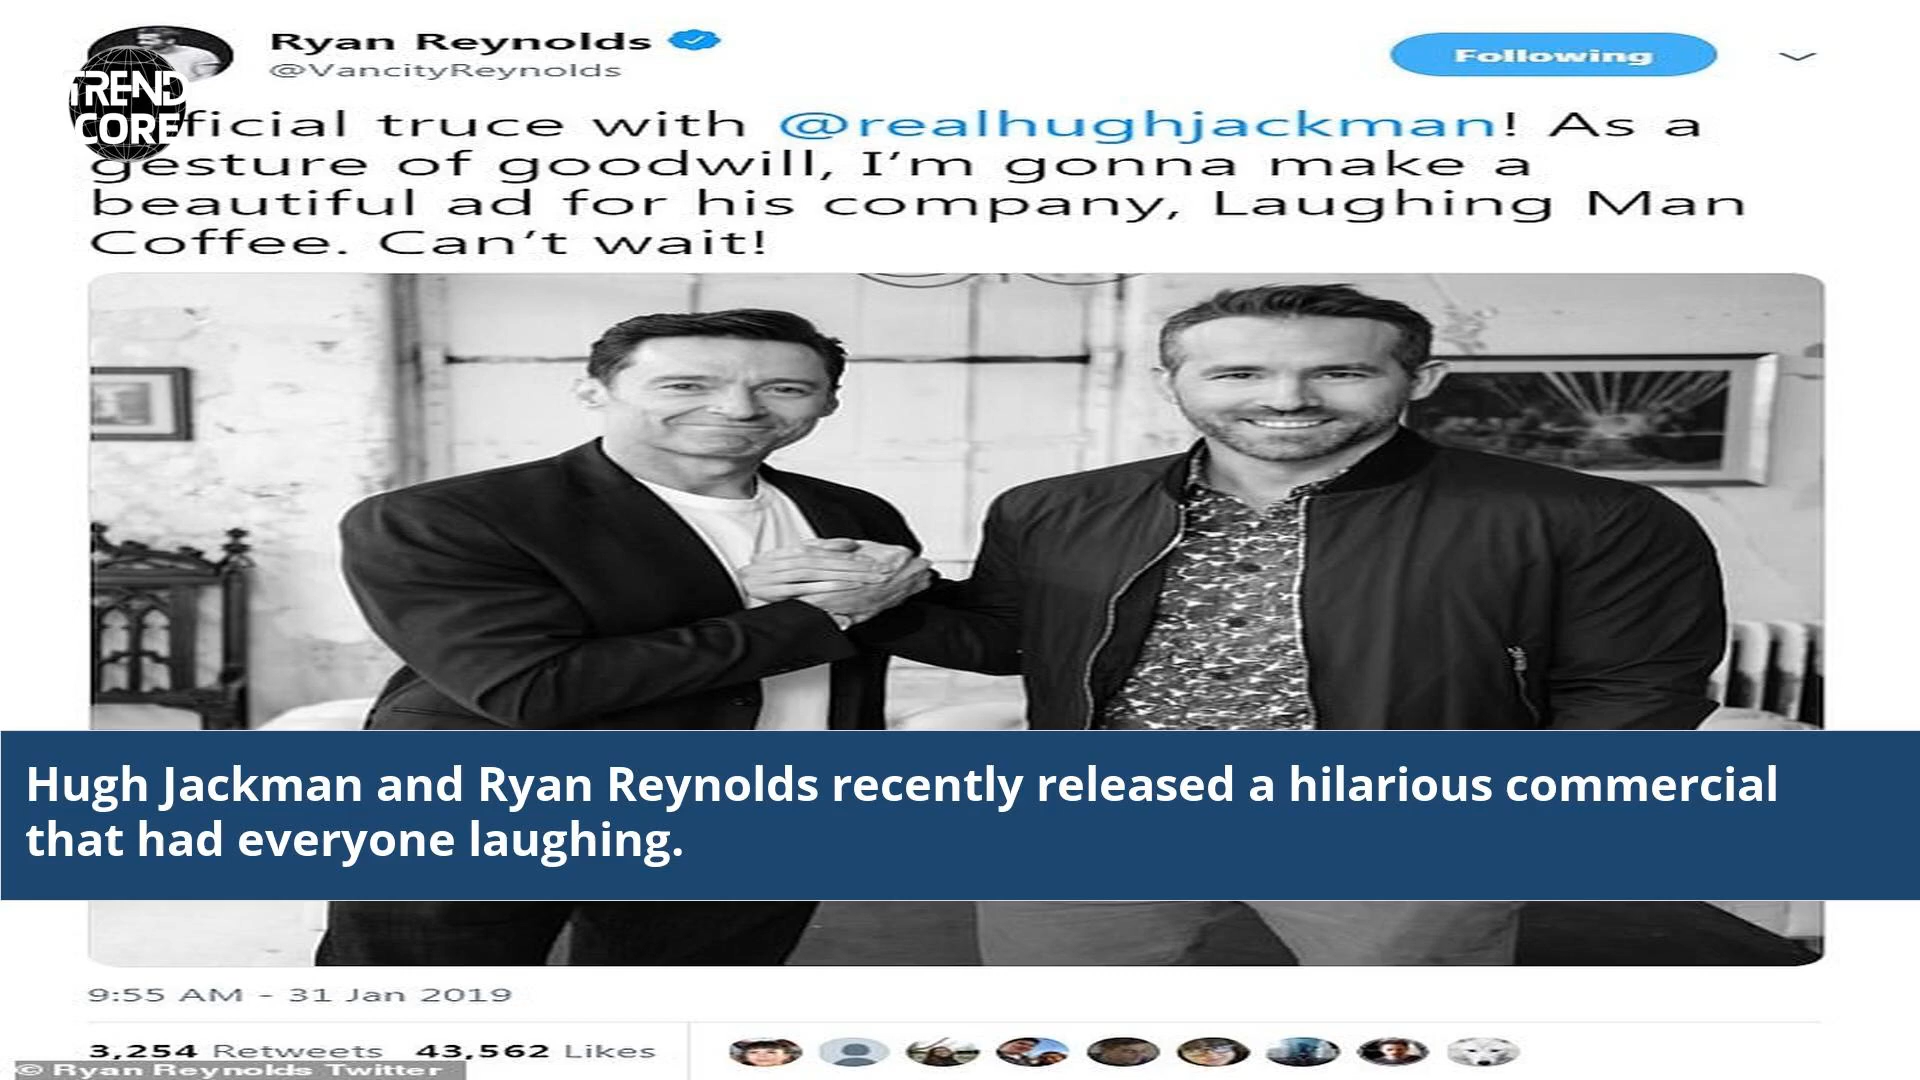 Ryan Reynolds
@VancityReynolds
Following
TREND
CORE
ficial truce with @realhughjackman! As a
gesture of goodwill, I'm gonna make a
beautiful ad for his company, Laughing Man
Coffee. Can't wait!
Hugh Jackman and Ryan Reynolds recently released a hilarious commercial
that had everyone laughing.
9:55 AM - 31 Jan 2019
3,254 Retweets 43,562 Likes
© Ryan Reynolds Twitter